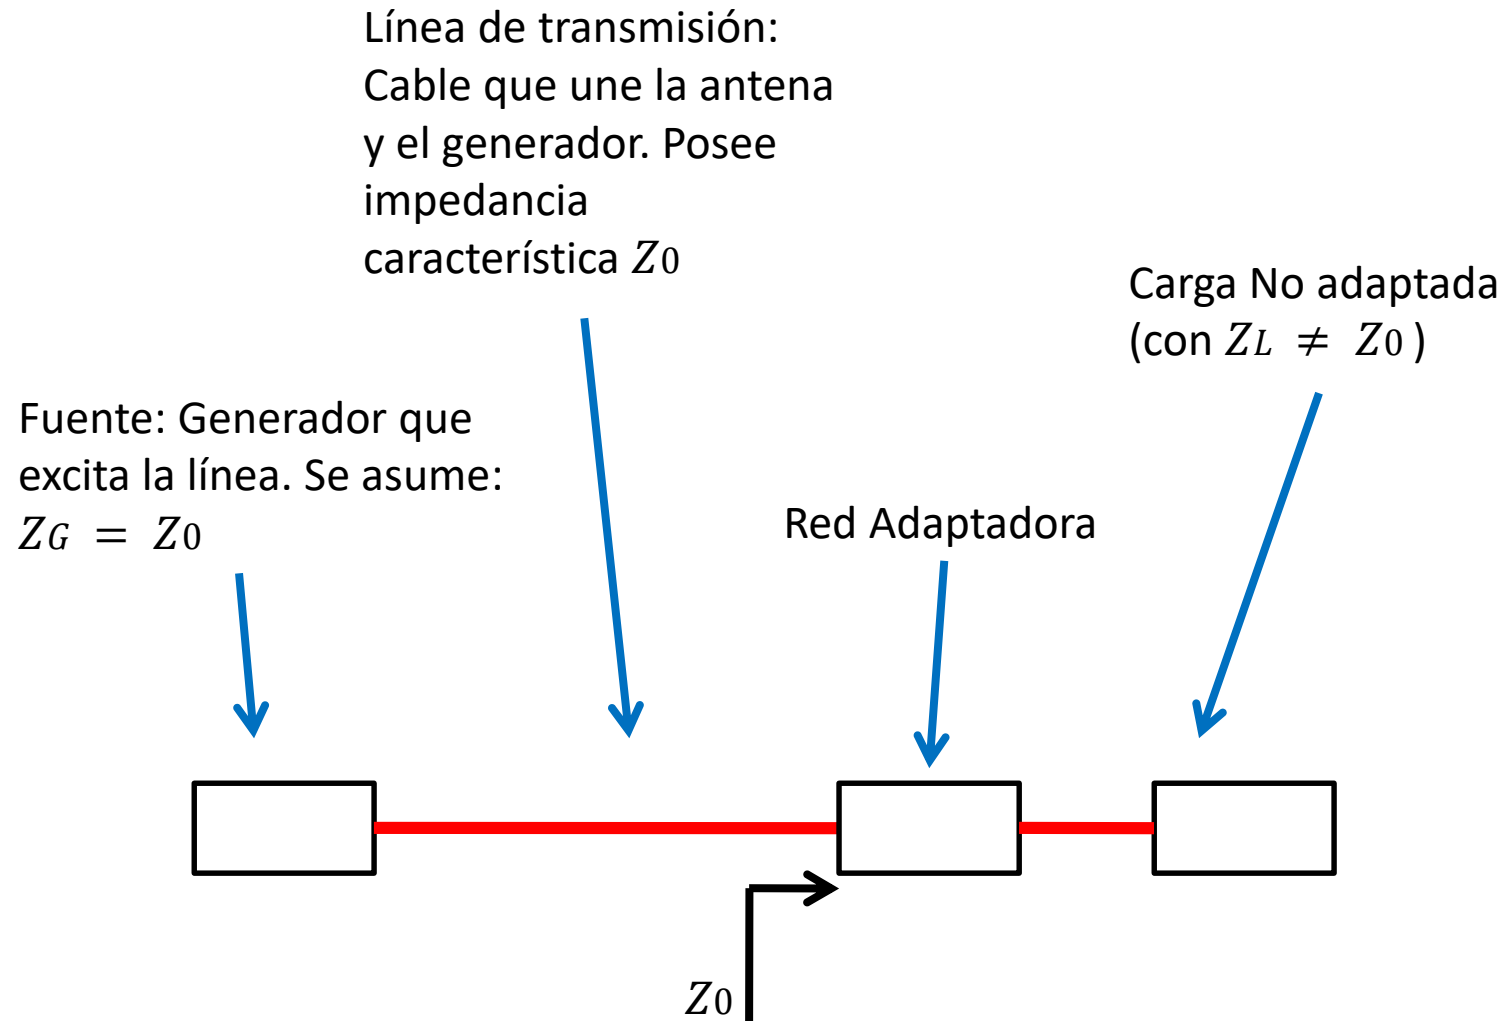 Línea de transmisión:
Cable que une la antena
y el generador. Posee
impedancia
característica Z0
Carga No adaptada
(con ZL ≠ Z0 )
Fuente: Generador que
excita la línea. Se asume:
ZG = Z0
Red Adaptadora
Z0